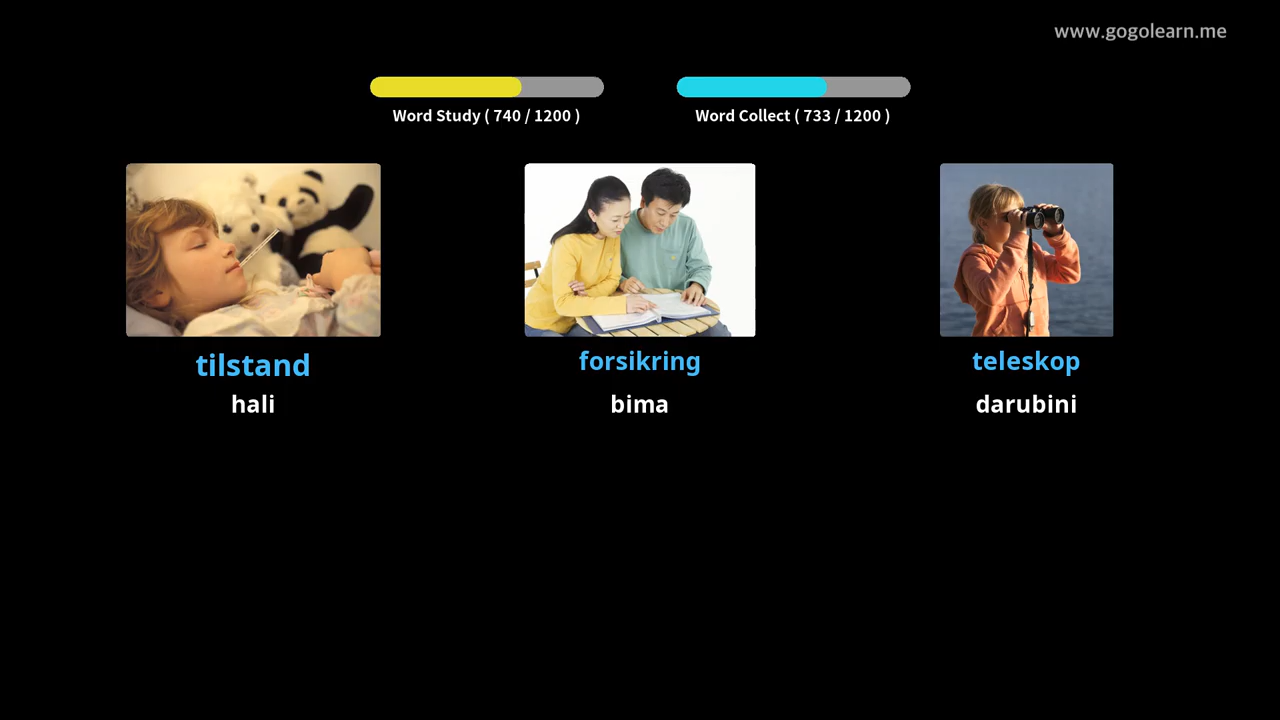 www.gogolearn.me
Word Study ( 740 / 1200 )
Word Collect ( 733 / 1200 )
tilstand
forsikring
teleskop
hali
bima
darubini